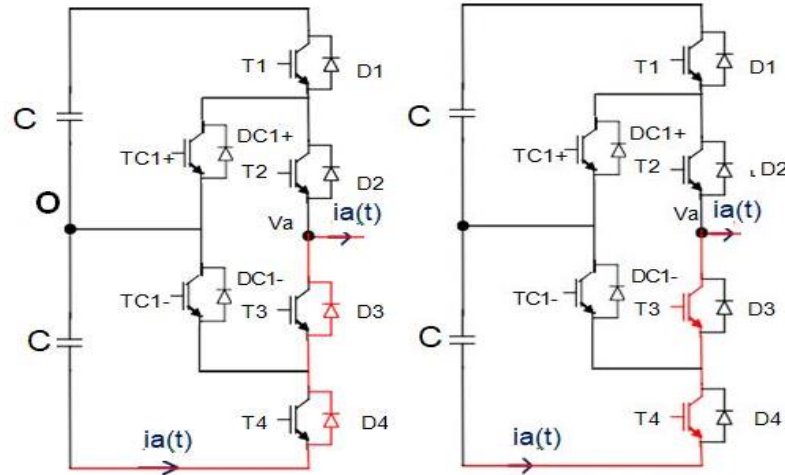 T1 D1
C
TC1+ DC1+
T2 D2
O
Va ia(t)
TC1- DC1-
T3 D3
C
T4 D4
ia(t)
T1 D1
C
TC1+ DC1+
T2 D2
Va ia(t)
TC1- DC1-
T3 D3
C
T4 D4
ia(t)